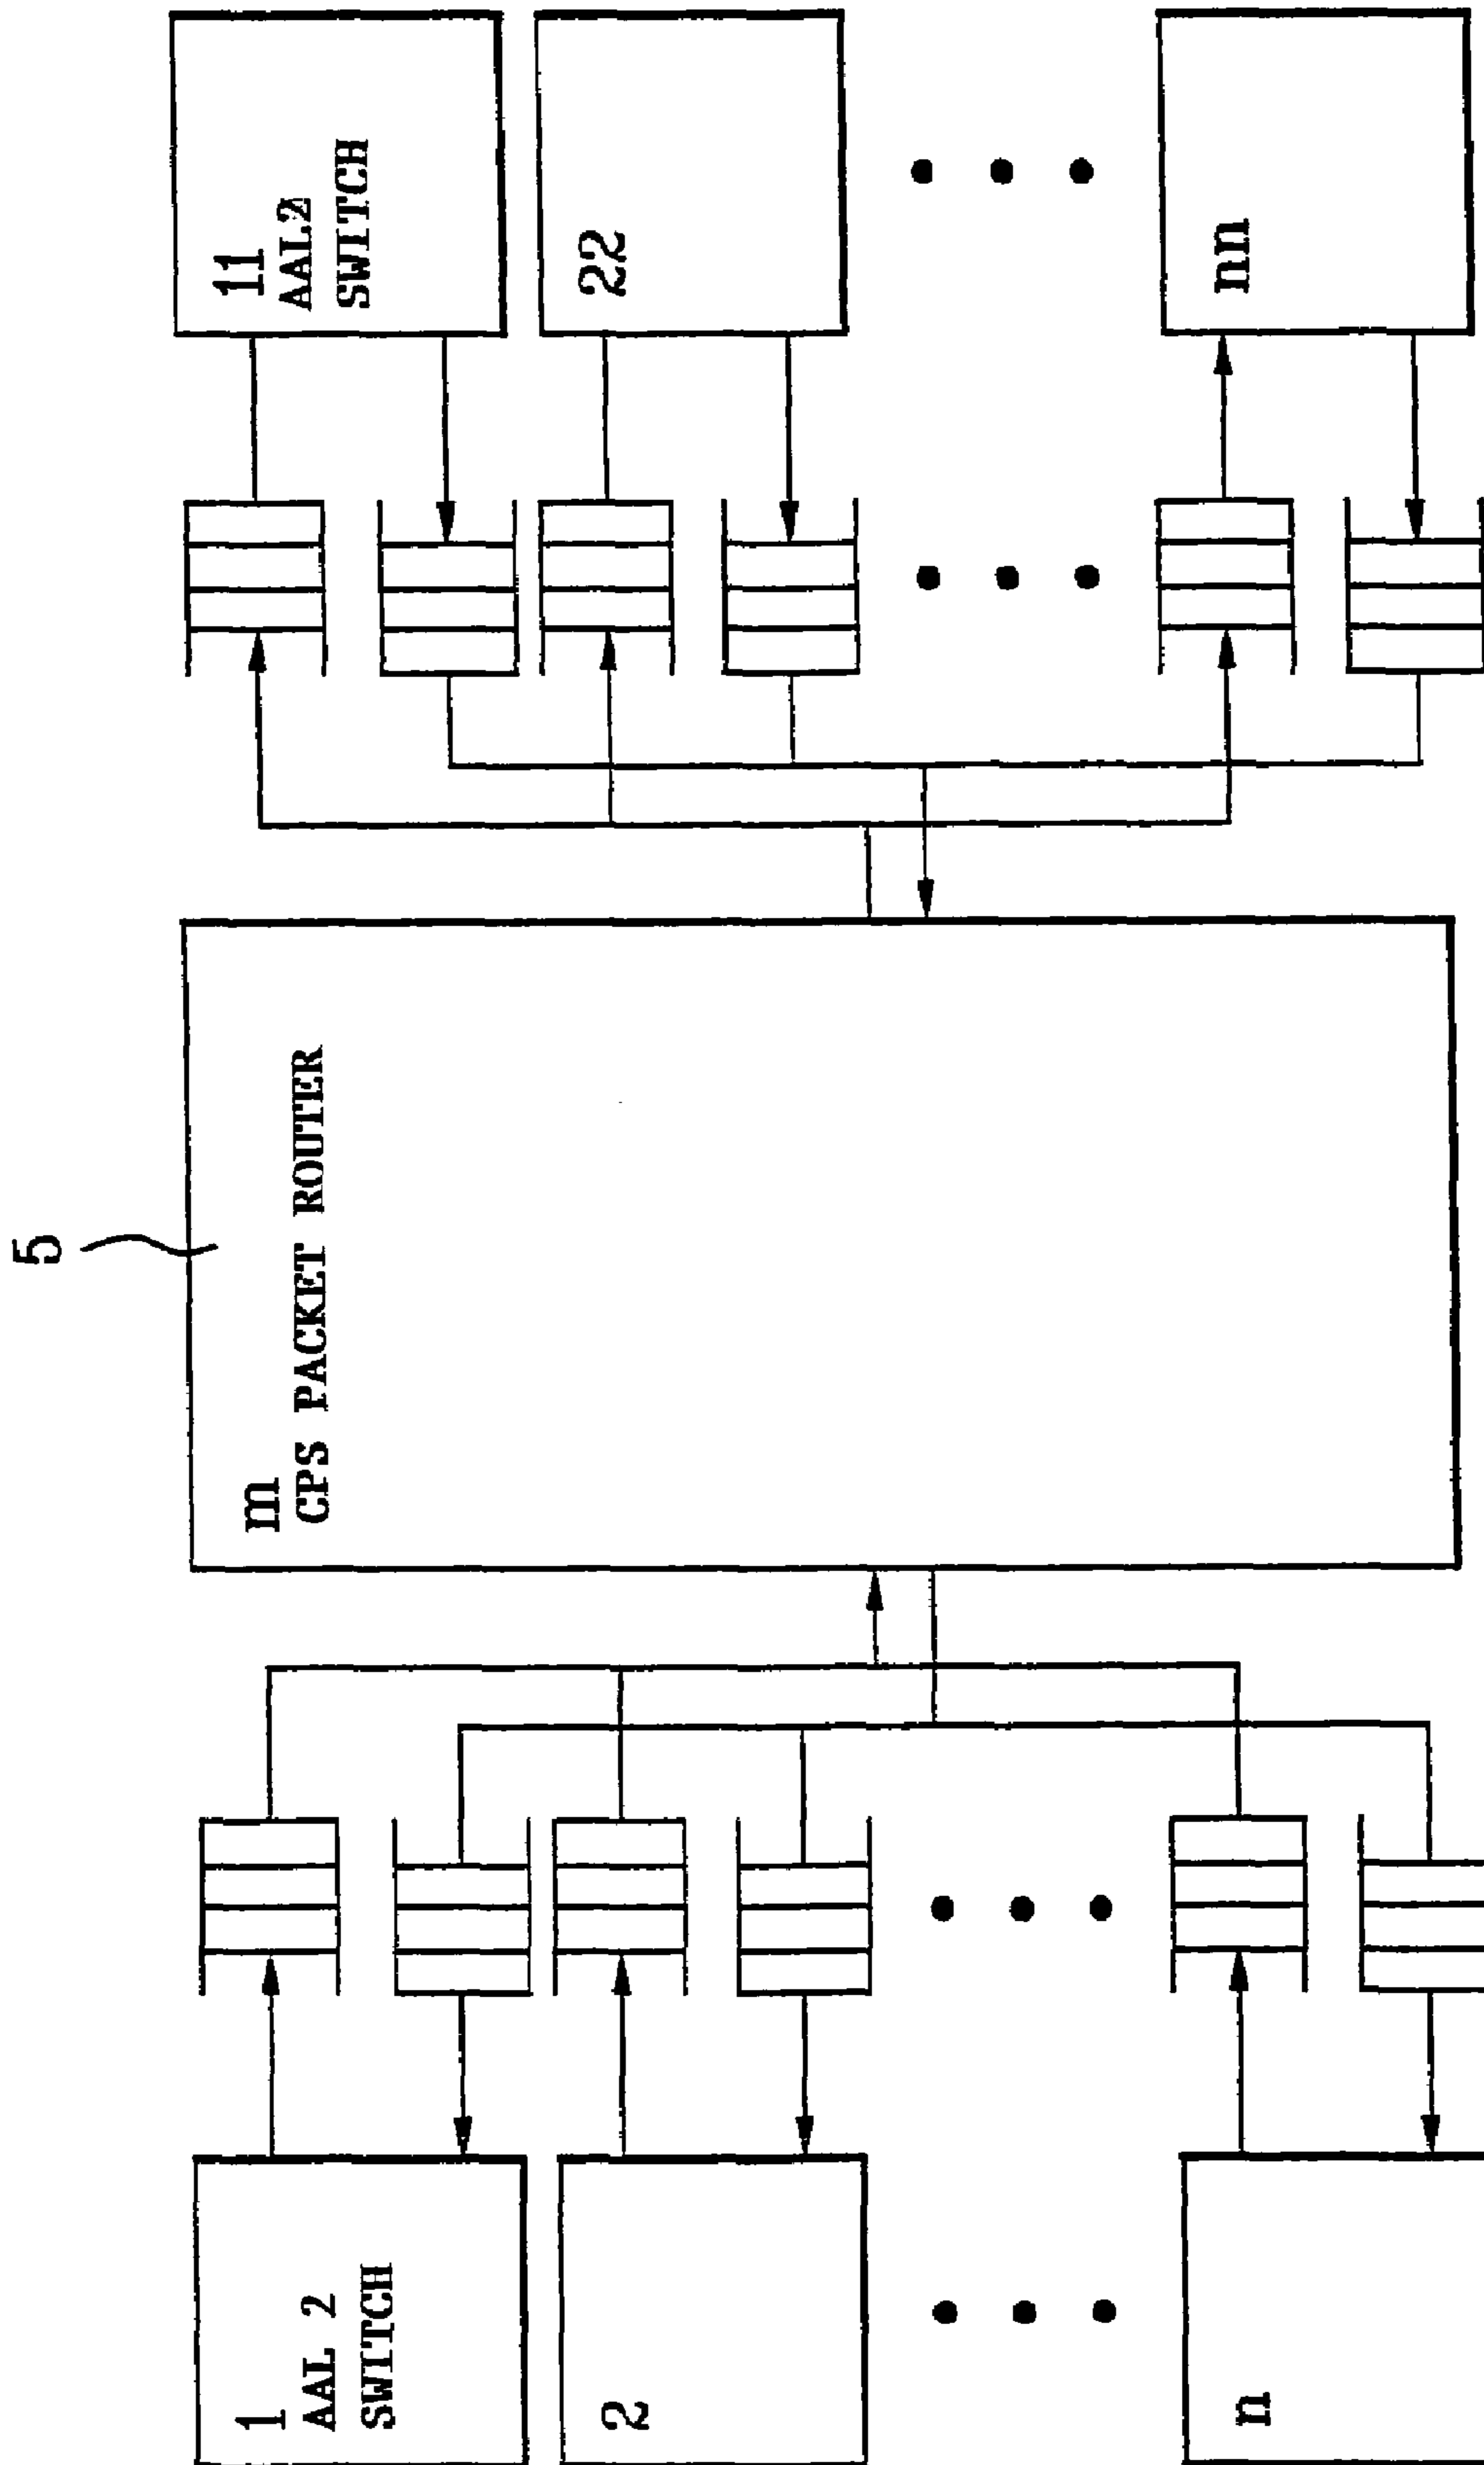 5
1
AAL 2
SWITCH
2
n
m
CPS PACKET ROUTER
11
AAL2
SWITCH
22
nn